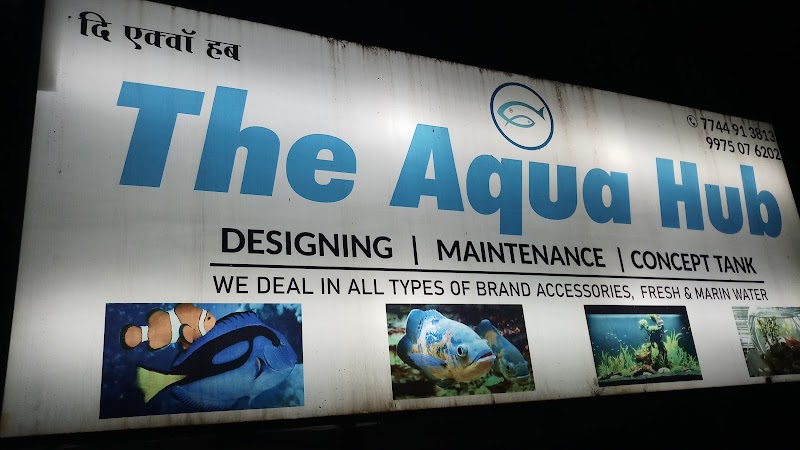 दि एक्वॉ हब
The Aqua Hub
7744 91 3813
9975 07 6202
DESIGNING | MAINTENANCE | CONCEPT TANK
WE DEAL IN ALL TYPES OF BRAND ACCESSORIES, FRESH & MARIN WATER